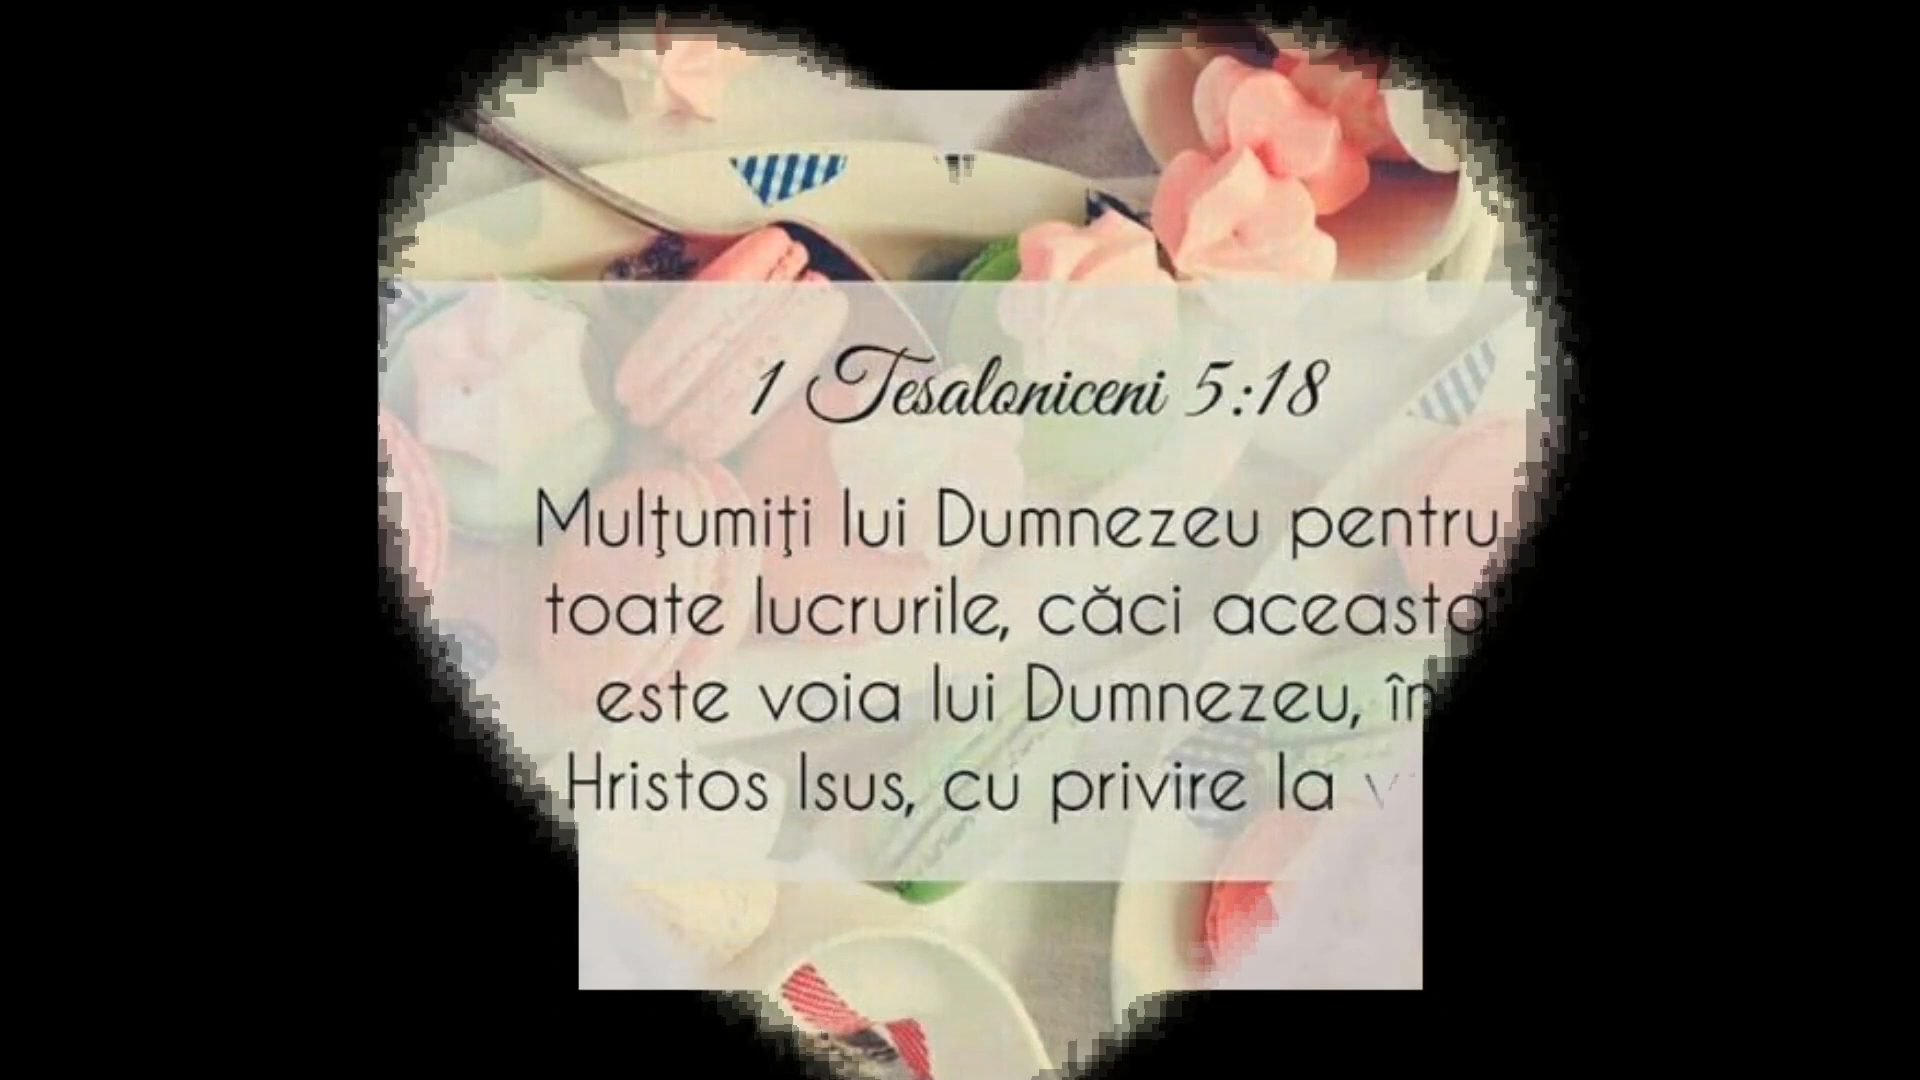 1 Tesaloniceni 5:18
Mulţumiţi lui Dumnezeu pentru
toate lucrurile, căci aceasta
este voia lui Dumnezeu, în
Hristos Isus, cu privire la